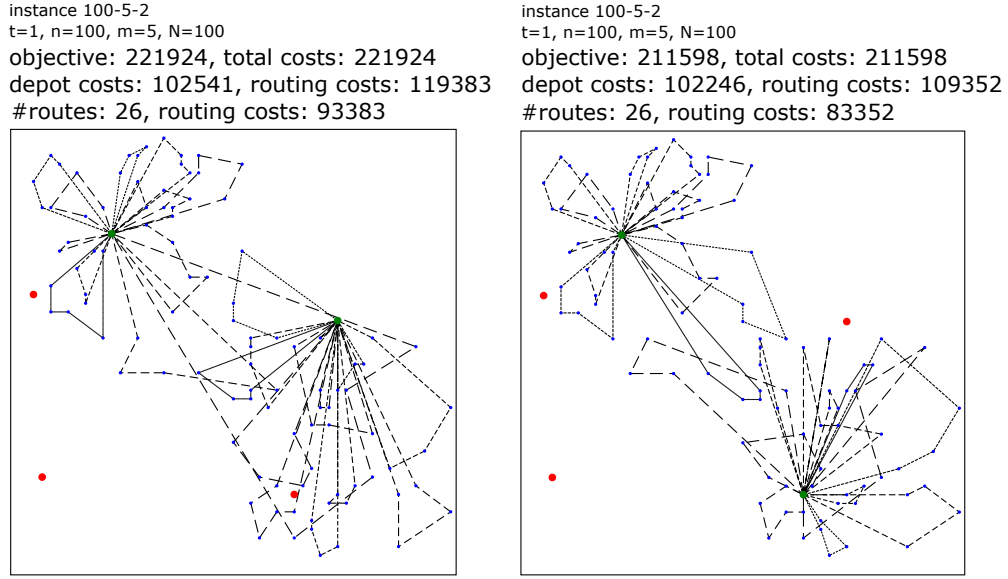 instance 100-5-2
t=1, n=100, m=5, N=100
objective: 221924, total costs: 221924
depot costs: 102541, routing costs: 119383
#routes: 26, routing costs: 93383
instance 100-5-2
t=1, n=100, m=5, N=100
objective: 211598, total costs: 211598
depot costs: 102246, routing costs: 109352
#routes: 26, routing costs: 83352